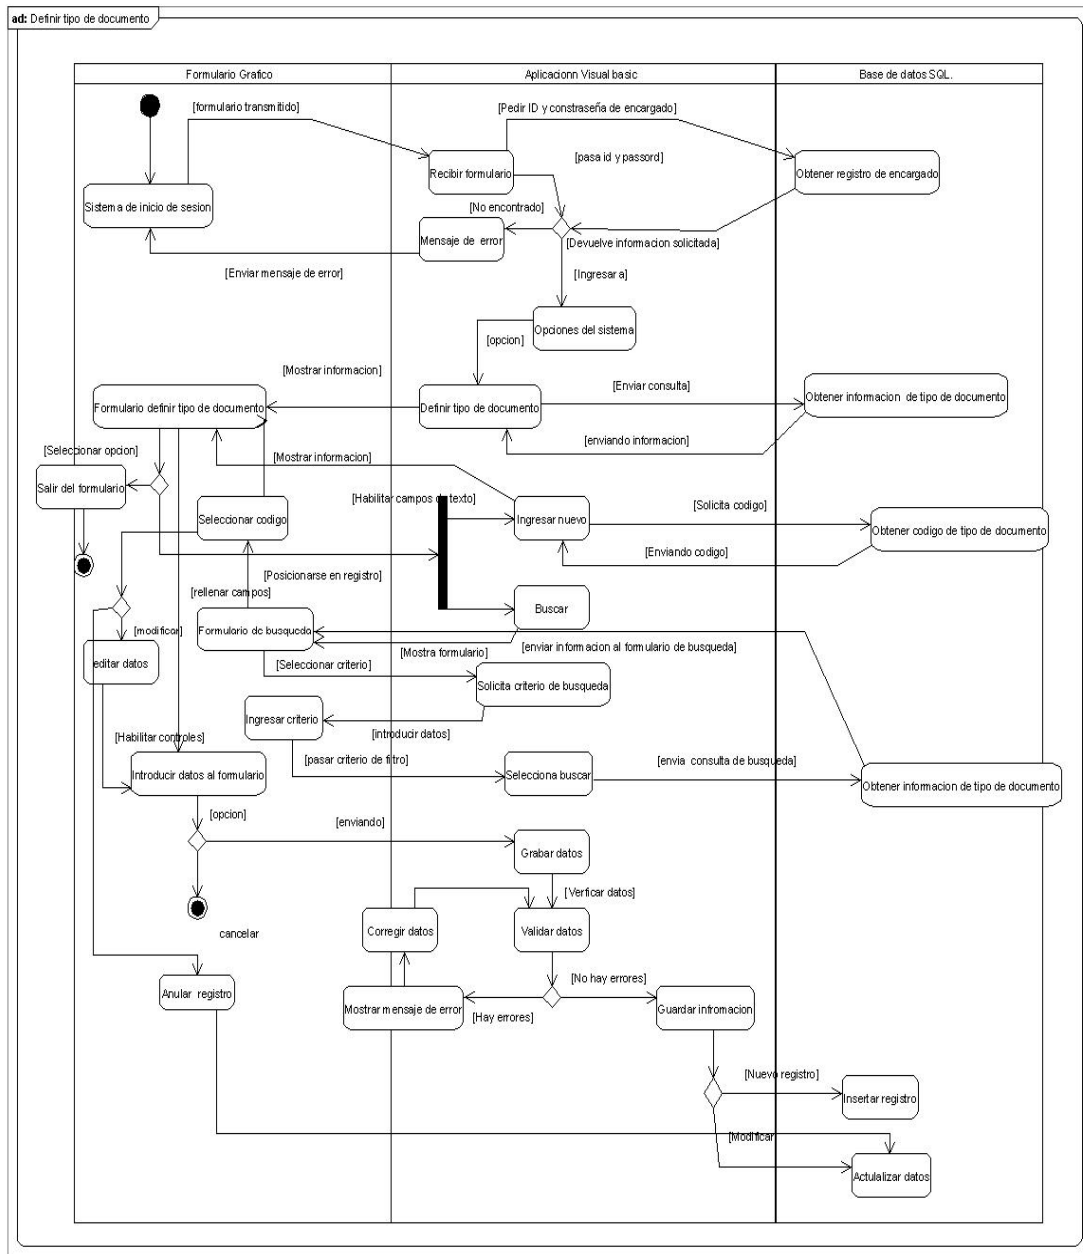 ad: Definir tipo de documento
Formulario Grafico
Aplicacionn Visual basic
Base de datos SQL.
[formulario transmitido]
[Pedir ID y constraseña de encargado]
[pasa id y passord]
Recibir formulario
Obtener registro de encargado
Sistema de inicio de sesion
[No encontrado]
Mensaje de error
[Devuelve informacion solicitada]
[Enviar mensaje de error]
[Ingresar a]
Opciones del sistema
[opcion]
[Mostrar informacion]
[Enviar consulta]
Formulario definir tipo de documento
Definir tipo de documento
Obtener informacion de tipo de documento
[enviando informacion]
[Seleccionar opcion]
[Mostrar informacion]
Salir del formulario
[Habilitar campos de texto]
Seleccionar codigo
Ingresar nuevo
[Solicita codigo]
Obtener codigo de tipo de documento
[Enviando codigo]
[Posicionarse en registro]
[rellenar campos]
Buscar
[modificar]
Formulario de busqueda
[Mostra formulario]
[enviar informacion al formulario de busqueda]
editar datos
[Seleccionar criterio]
Solicita criterio de busqueda
Ingresar criterio
[introducir datos]
[Habilitar controles]
[pasar criterio de filtro]
[envia consulta de busqueda]
Introducir datos al formulario
Selecciona buscar
Obtener informacion de tipo de documento
[opcion]
[enviando]
Grabar datos
[Verficar datos]
cancelar
Corregir datos
Validar datos
Anular registro
[No hay errores]
Mostrar mensaje de error
[Hay errores]
Guardar infromacion
[Nuevo registro]
Insertar registro
[Modificar
Actulalizar datos